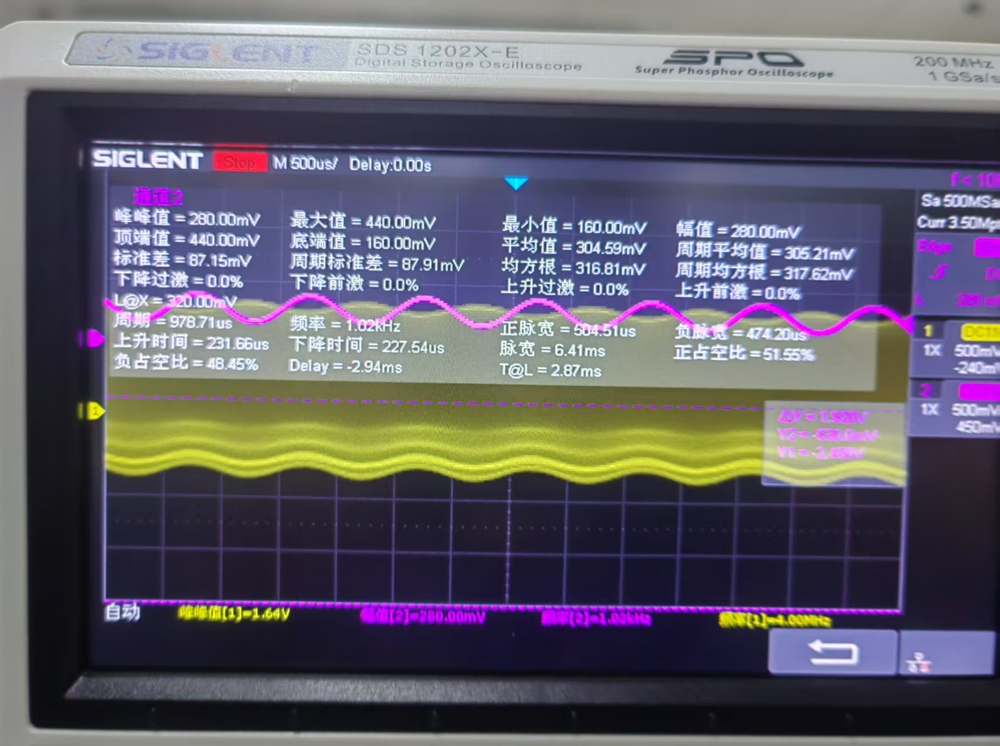 SIGLENT SDS 1202X-E SPO 200 MHz
Digital Storage Oscilloscope Super Phosphor Oscilloscope 1 GSa/s
SIGLENT Stop M 500us/ Delay:0.00s
f < 10
通道2
Sa 500MSa
Curr 3.50Mpt
峰峰值 = 280.00mV 最大值 = 440.00mV 最小值 = 160.00mV 幅值 = 280.00mV
顶端值 = 440.00mV 底端值 = 160.00mV 平均值 = 304.59mV 周期平均值 = 305.21mV
标准差 = 87.15mV 周期标准差 = 87.91mV 均方根 = 316.81mV 周期均方根 = 317.62mV
下降过激 = 0.0% 下降前激 = 0.0% 上升过激 = 0.0% 上升前激 = 0.0%
L@X = 320.00mV
周期 = 978.71us 频率 = 1.02kHz 正脉宽 = 504.51us 负脉宽 = 474.20us
上升时间 = 231.66us 下降时间 = 227.54us 脉宽 = 6.41ms 正占空比 = 51.55%
负占空比 = 48.45% Delay = -2.94ms T@L = 2.87ms
Edge
L
1 DC1M
1X 500mV
-240mV
2
1X 500mV
450mV
1
自动 峰峰值[1]=1.64V 幅值[2]=280.00mV 频率[2]=1.02kHz 频率[1]=4.00MHz